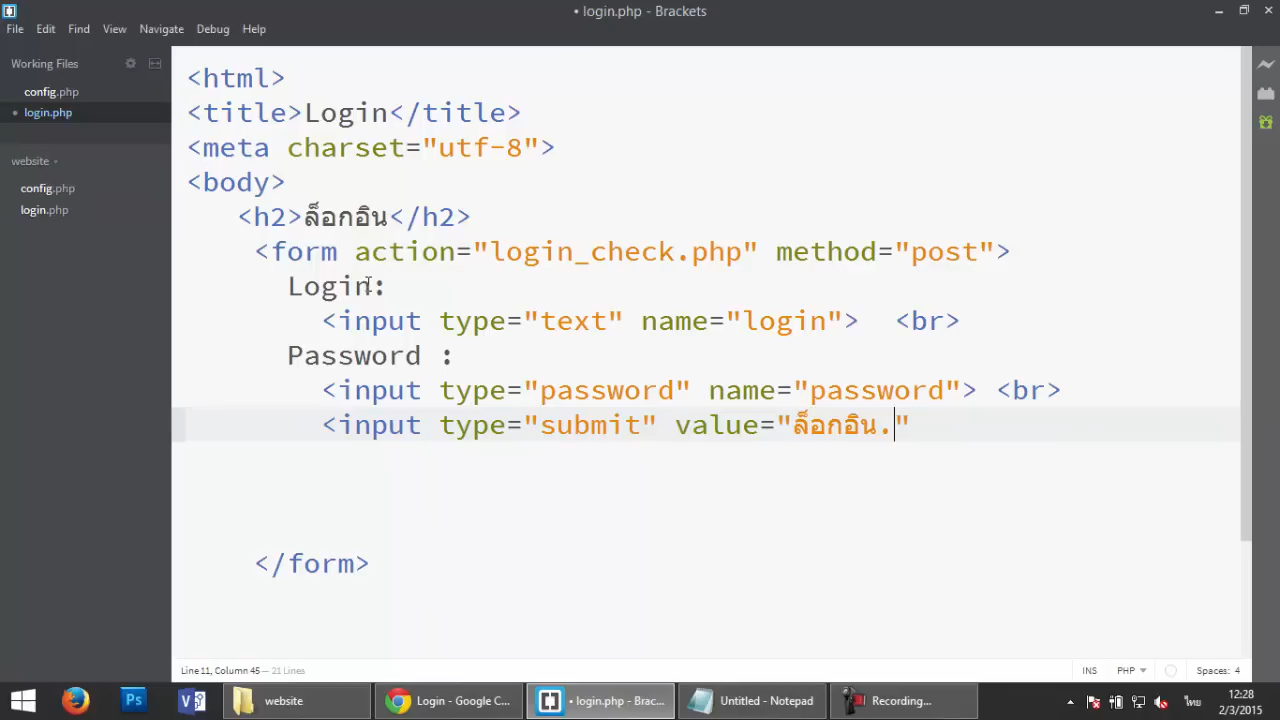 • login.php - Brackets
File Edit Find View Navigate Debug Help
Working Files
config.php
• login.php
website
config.php
login.php
<html>
<title>Login</title>
<meta charset="utf-8">
<body>
<h2>ล็อกอิน</h2>
<form action="login_check.php" method="post">
Login:
<input type="text" name="login"> <br>
Password :
<input type="password" name="password"> <br>
<input type="submit" value="ล็อกอิน."
</form>
Line 11, Column 45 — 21 Lines
INS PHP Spaces: 4
Ps
website
Login - Google C...
• login.php - Brac...
Untitled - Notepad
Recording...
ไทย
12:28
2/3/2015